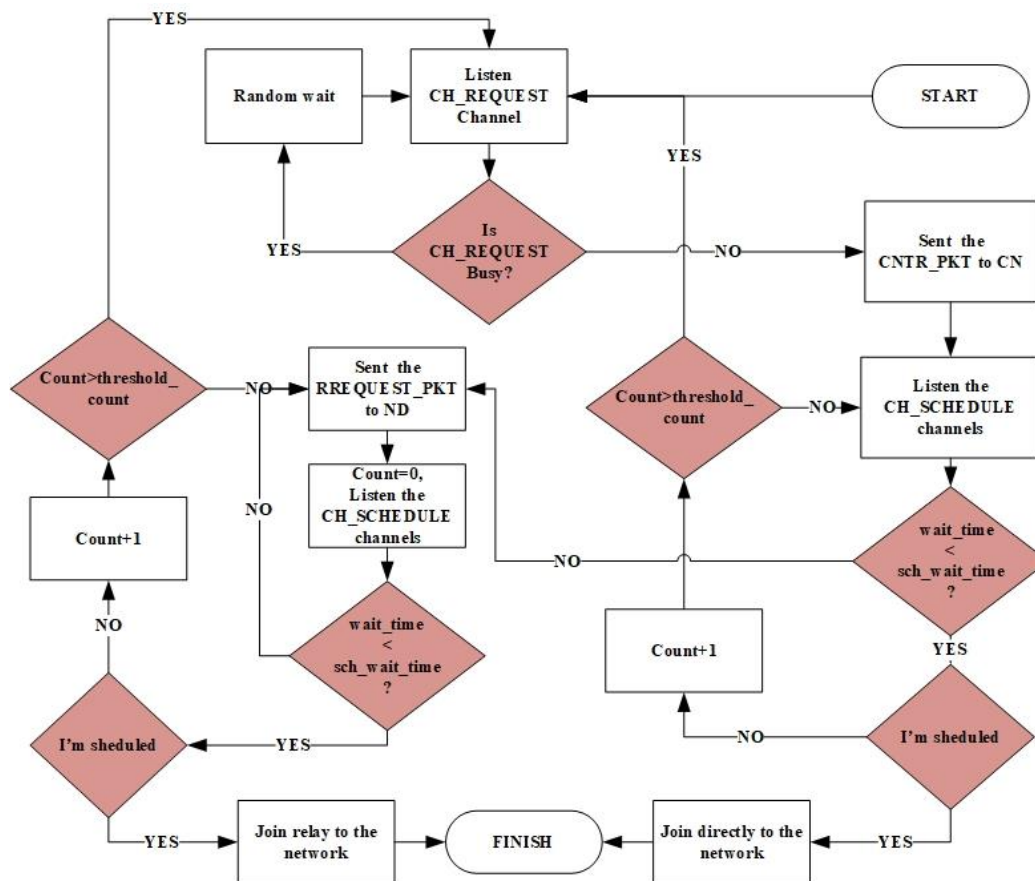 YES
Random wait
Listen
CH_REQUEST
Channel
START
YES
Is
CH_REQUEST
Busy?
YES
NO
Sent the
CNTR_PKT to CN
Count>threshold_
count
NO
Sent the
RREQUEST_PKT
to ND
Count>threshold_
count
NO
Listen the
CH_SCHEDULE
channels
Count+1
NO
Count=0,
Listen the
CH_SCHEDULE
channels
NO
wait_time
<
sch_wait_time
?
NO
wait_time
<
sch_wait_time
?
Count+1
YES
I'm sheduled
YES
NO
I'm sheduled
YES
Join relay to the
network
FINISH
Join directly to the
network
YES